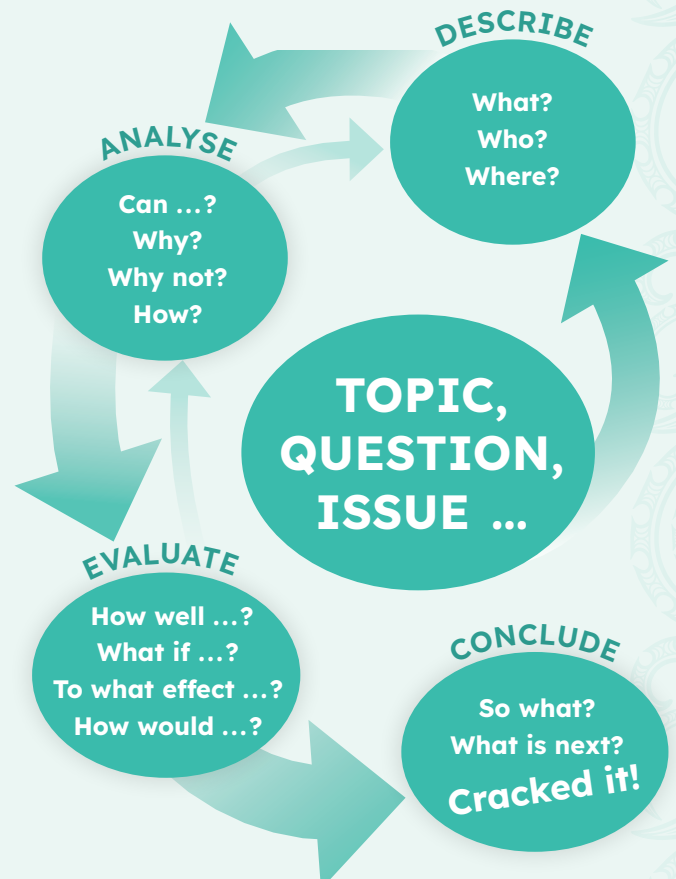 TOPIC,
QUESTION,
ISSUE ...
DESCRIBE
What?
Who?
Where?
ANALYSE
Can ...?
Why?
Why not?
How?
EVALUATE
How well ...?
What if ...?
To what effect ...?
How would ...?
CONCLUDE
So what?
What is next?
Cracked it!